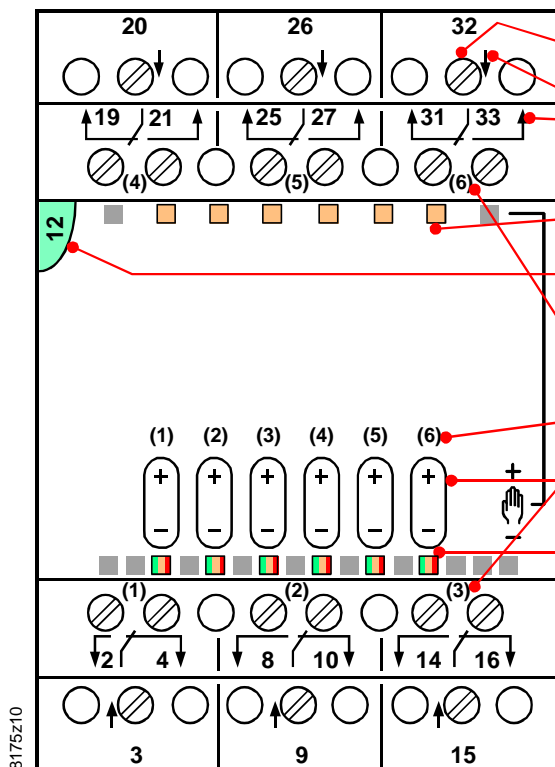 20 26 32
19 21 25 27 31 33
(4) (5) (6)
12
(1) (2) (3) (4) (5) (6)
+ + + + + + +
− − − − − − −
(1) (2) (3)
2 4 8 10 14 16
3 9 15
8175z10